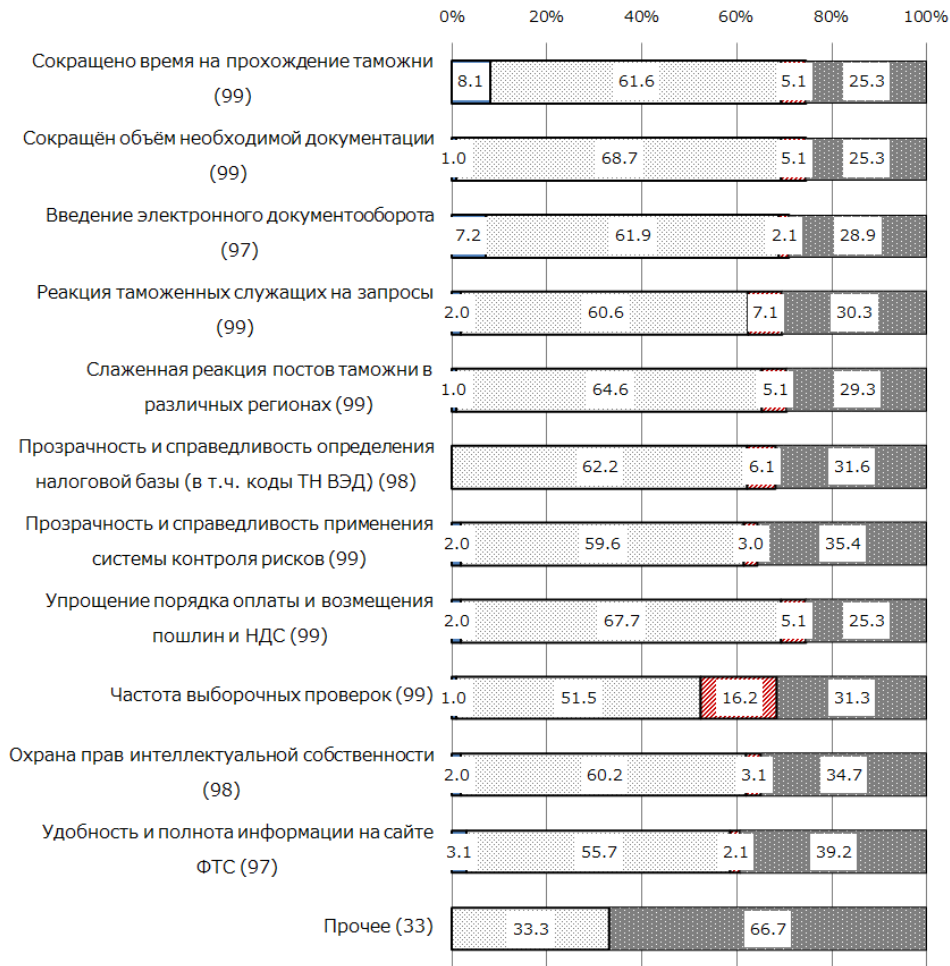 0% 20% 40% 60% 80% 100%
Сокращено время на прохождение таможни
(99)
8.1 61.6 5.1 25.3
Сокращён объём необходимой документации
(99)
1.0 68.7 5.1 25.3
Введение электронного документооборота
(97)
7.2 61.9 2.1 28.9
Реакция таможенных служащих на запросы
(99)
2.0 60.6 7.1 30.3
Слаженная реакция постов таможни в
различных регионах (99)
1.0 64.6 5.1 29.3
Прозрачность и справедливость определения
налоговой базы (в т.ч. коды ТН ВЭД) (98)
62.2 6.1 31.6
Прозрачность и справедливость применения
системы контроля рисков (99)
2.0 59.6 3.0 35.4
Упрощение порядка оплаты и возмещения
пошлин и НДС (99)
2.0 67.7 5.1 25.3
Частота выборочных проверок (99)
1.0 51.5 16.2 31.3
Охрана прав интеллектуальной собственности
(98)
2.0 60.2 3.1 34.7
Удобность и полнота информации на сайте
ФТС (97)
3.1 55.7 2.1 39.2
Прочее (33)
33.3 66.7